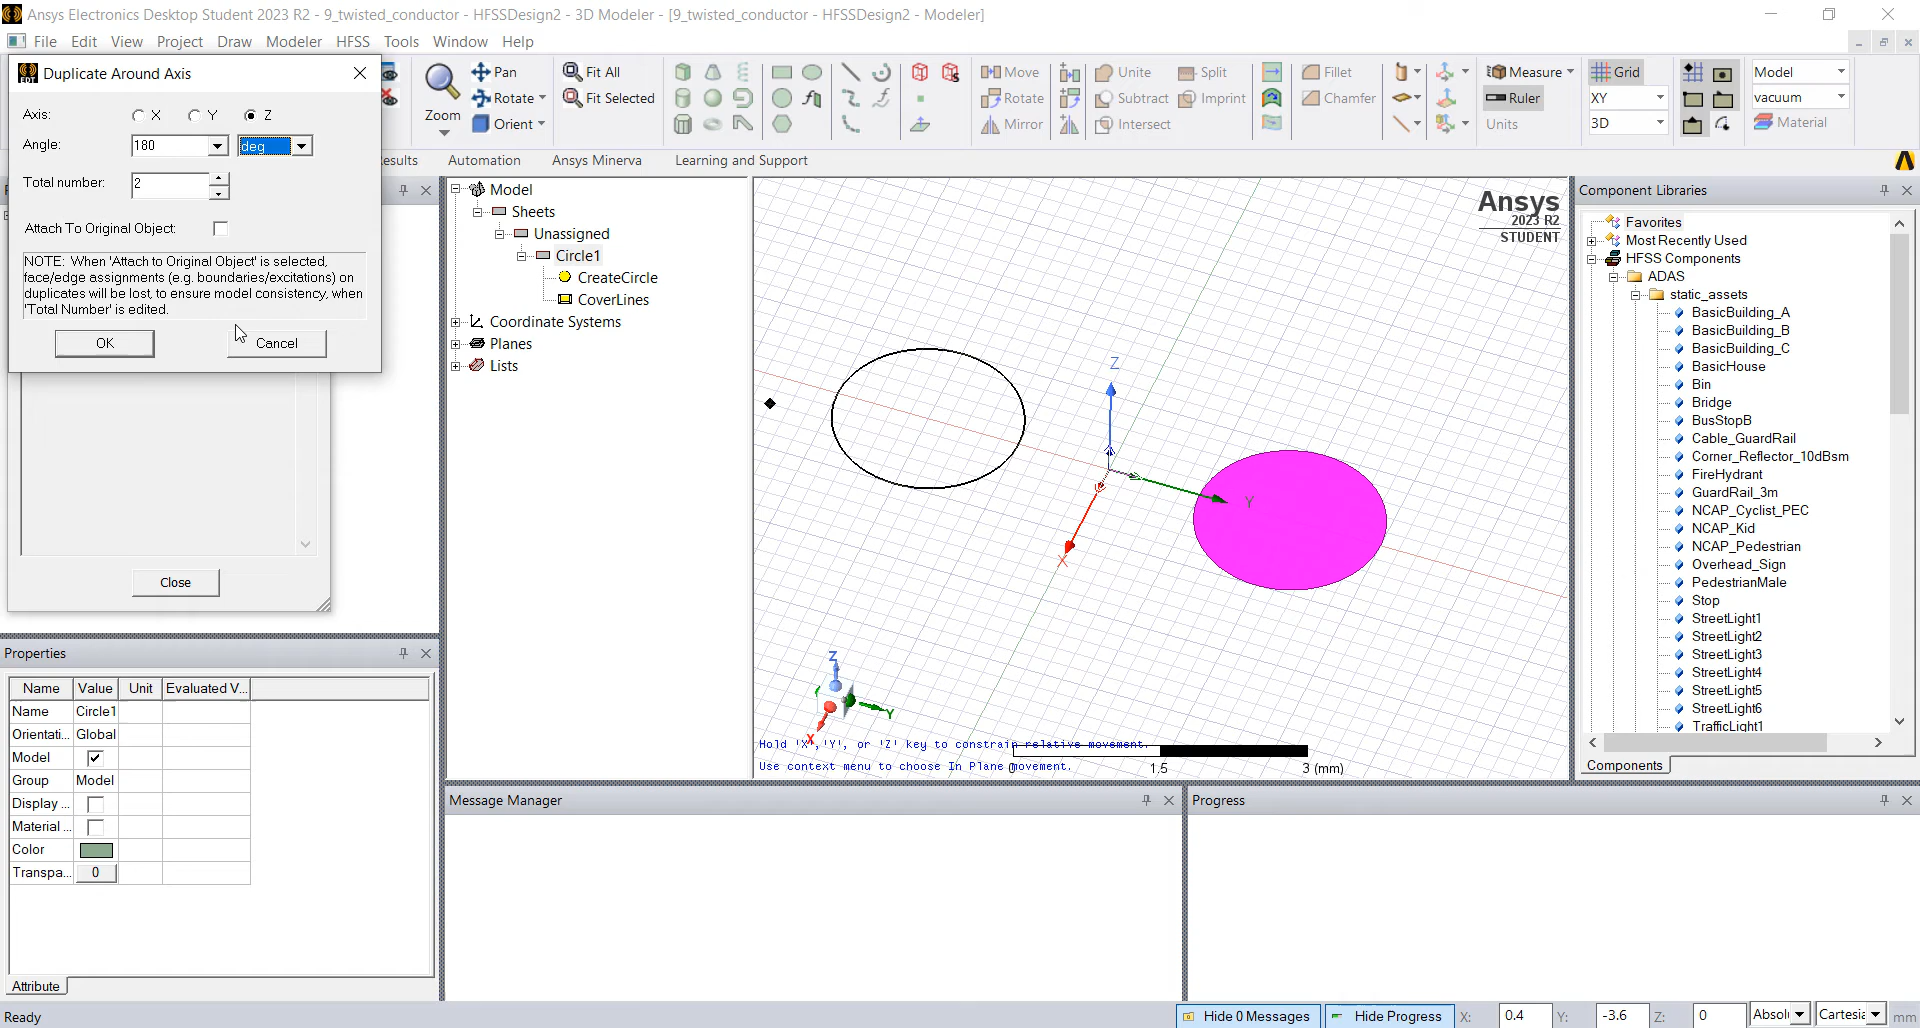 Ansys Electronics Desktop Student 2023 R2 - 9_twisted_conductor - HFSSDesign2 - 3D Modeler - [9_twisted_conductor - HFSSDesign2 - Modeler]
File Edit View Project Draw Modeler HFSS Tools Window Help
EDT Duplicate Around Axis
Axis: X Y Z
Angle: 180 deg
Total number: 2
Attach To Original Object:
NOTE: When 'Attach to Original Object' is selected,
face/edge assignments (e.g. boundaries/excitations) on
duplicates will be lost, to ensure model consistency, when
'Total Number' is edited.
OK Cancel
Close
Zoom
Pan
Rotate
Orient
Fit All
Fit Selected
Move
Rotate
Mirror
Unite
Subtract
Intersect
Split
Imprint
Fillet
Chamfer
Measure
Ruler
Units
Grid
XY
3D
Model
vacuum
Material
esults Automation Ansys Minerva Learning and Support
Model
Sheets
Unassigned
Circle1
CreateCircle
CoverLines
Coordinate Systems
Planes
Lists
Ansys
2023 R2
STUDENT
Z
Y
X
Z
Y
X
Hold 'X','Y', or 'Z' key to constrain relative movement.
Use context menu to choose In Plane movement.
0 1.5 3 (mm)
Component Libraries
Favorites
Most Recently Used
HFSS Components
ADAS
static_assets
BasicBuilding_A
BasicBuilding_B
BasicBuilding_C
BasicHouse
Bin
Bridge
BusStopB
Cable_GuardRail
Corner_Reflector_10dBsm
FireHydrant
GuardRail_3m
NCAP_Cyclist_PEC
NCAP_Kid
NCAP_Pedestrian
Overhead_Sign
PedestrianMale
Stop
StreetLight1
StreetLight2
StreetLight3
StreetLight4
StreetLight5
StreetLight6
TrafficLight1
Components
Properties
Name Value Unit Evaluated V...
Name Circle1
Orientati... Global
Model
Group Model
Display ...
Material ...
Color
Transpa... 0
Attribute
Message Manager
Progress
Ready
Hide 0 Messages Hide Progress X: 0.4 Y: -3.6 Z: 0 Absolu Cartesia mm